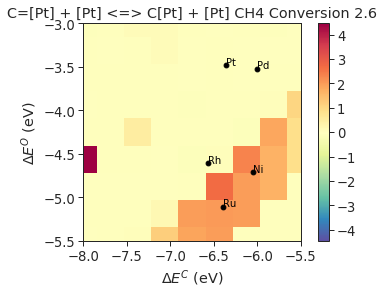 C=[Pt] + [Pt] <=> C[Pt] + [Pt] CH4 Conversion 2.6
−3.0
−3.5
−4.0
−4.5
−5.0
−5.5
ΔE^O (eV)
Pt
Pd
Rh
Ni
Ru
−8.0 −7.5 −7.0 −6.5 −6.0 −5.5
ΔE^C (eV)
4
3
2
1
0
−1
−2
−3
−4